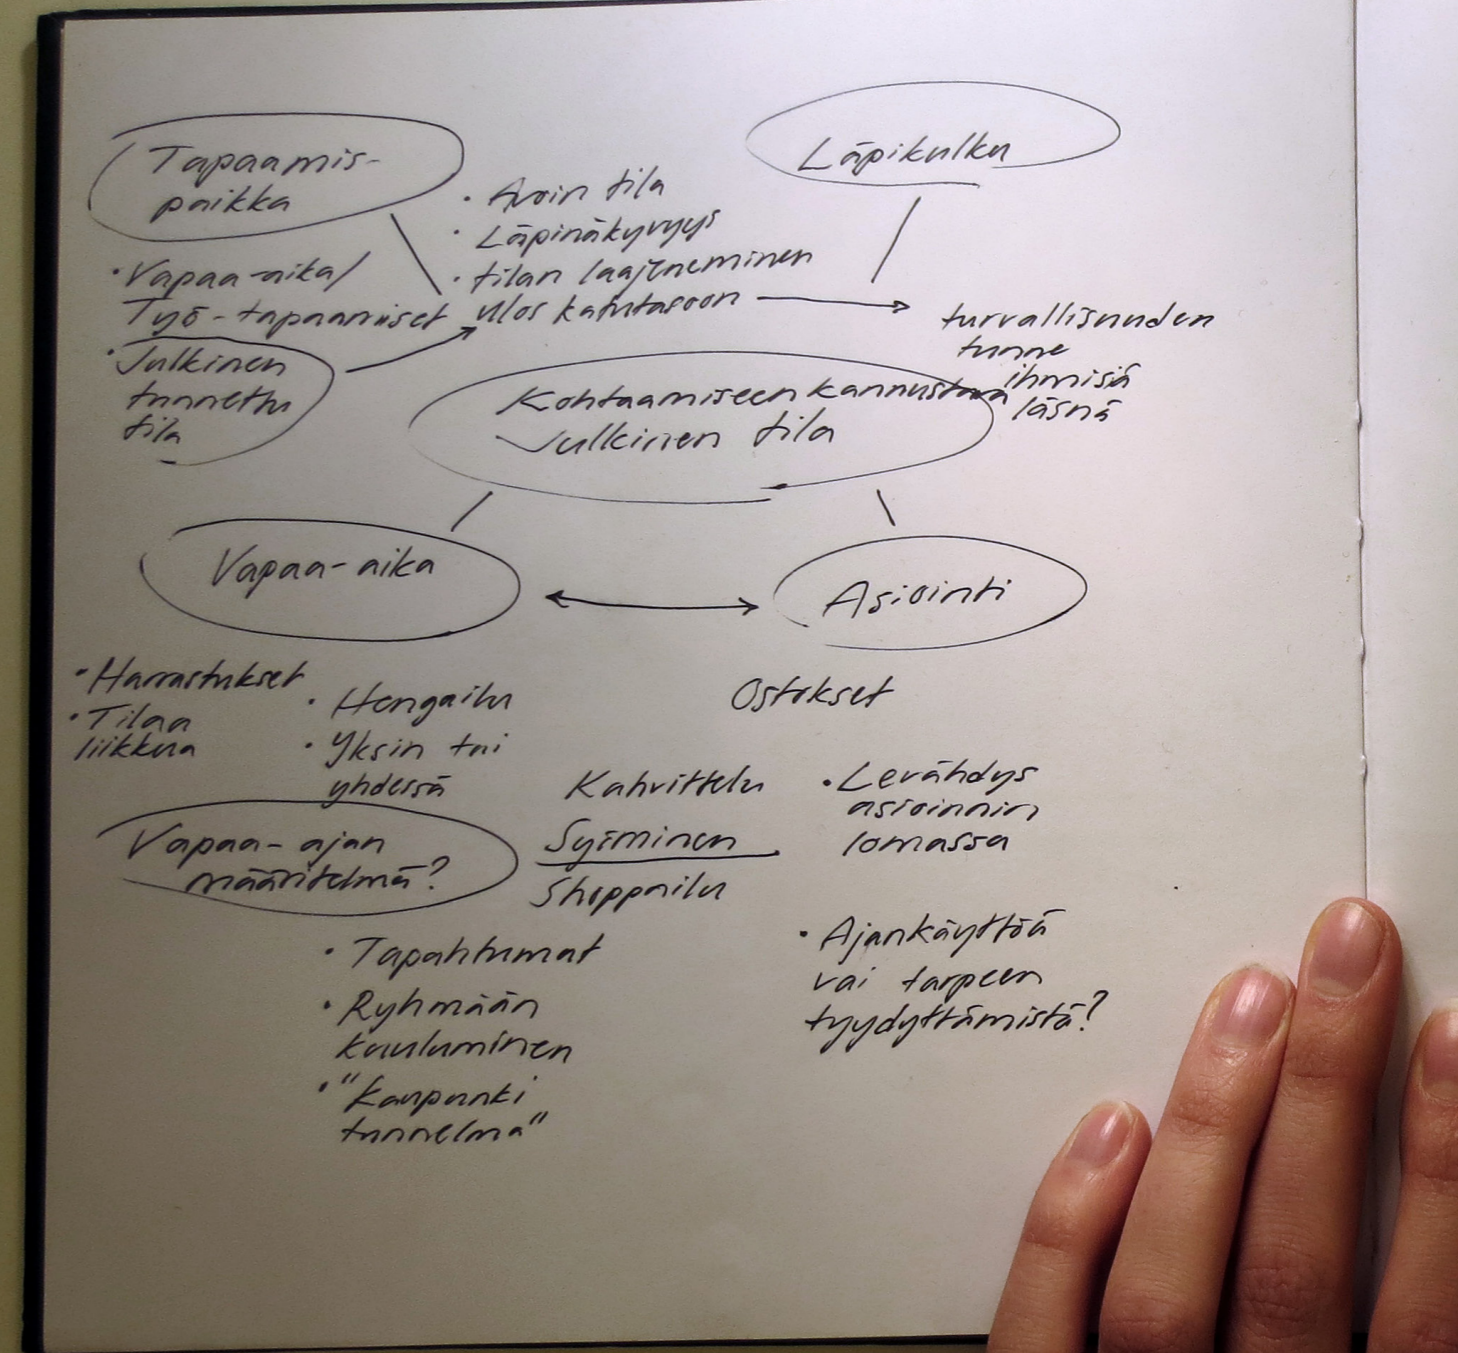 Tapaamis-
paikka
Läpikulku
• Avoin tila
• Läpinäkyvyys
• tilan laajeneminen
ulos katutasoon
• Vapaa-aika/
Työ-tapaamiset
• Julkinen
tunnettu
tila
turvallisuuden
tunne
ihmisiä
läsnä
Kohtaamiseen kannustava
Julkinen tila
Vapaa-aika
Asiointi
• Harrastukset
• Tilaa
liikkua
• Hengailu
• Yksin tai
yhdessä
Ostokset
Kahvittelu
Syöminen
Shoppailu
• Levähdys
asioinnin
lomassa
Vapaa-ajan
määritelmä?
• Tapahtumat
• Ryhmään
kuuluminen
• "Kaupunki
tunnelma"
• Ajankäyttöä
vai tarpeen
tyydyttämistä?